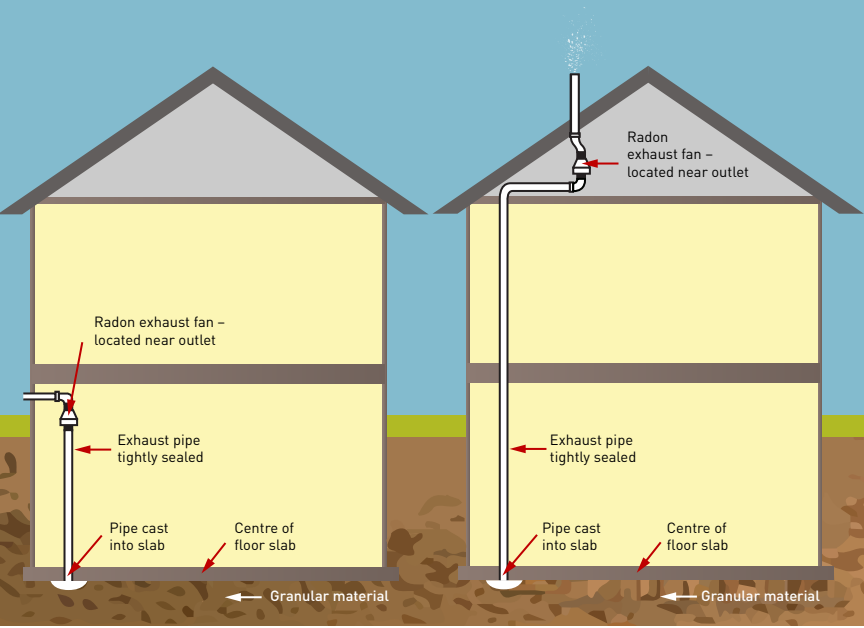 Radon exhaust fan –
located near outlet
Exhaust pipe
tightly sealed
Pipe cast
into slab
Centre of
floor slab
Granular material
Radon
exhaust fan –
located near outlet
Exhaust pipe
tightly sealed
Pipe cast
into slab
Centre of
floor slab
Granular material